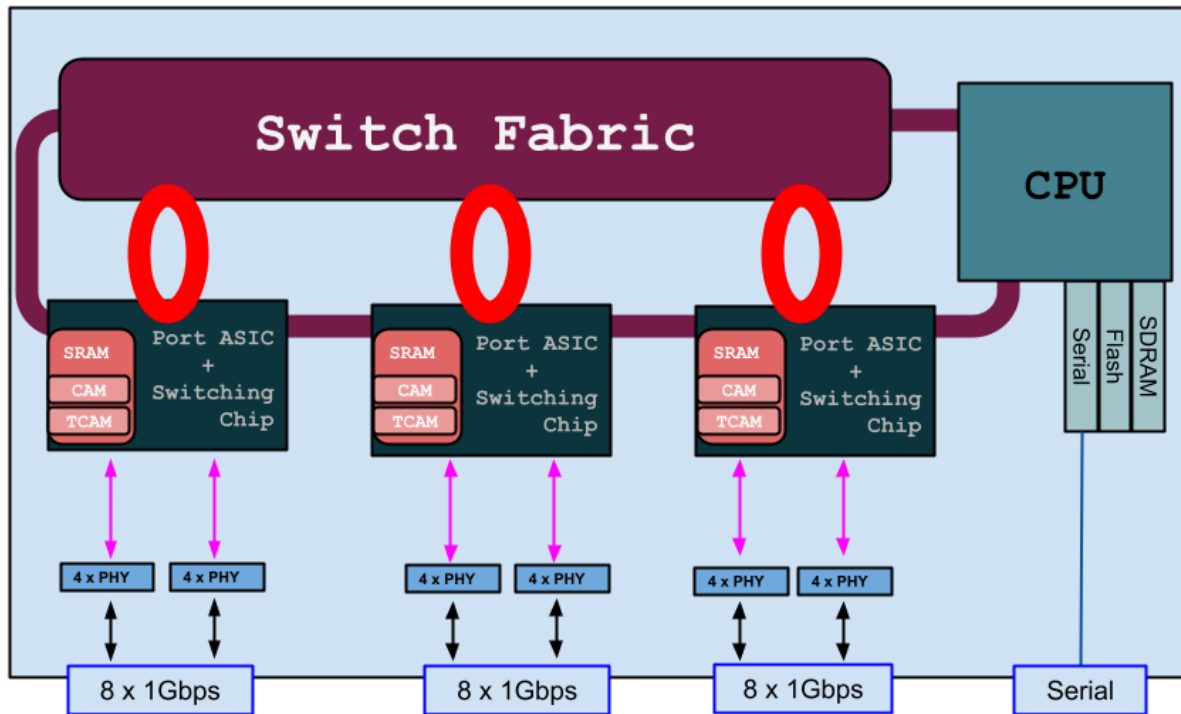 Switch Fabric
CPU
Serial
Flash
SDRAM
SRAM
CAM
TCAM
Port ASIC
+
Switching
Chip
SRAM
CAM
TCAM
Port ASIC
+
Switching
Chip
SRAM
CAM
TCAM
Port ASIC
+
Switching
Chip
4 x PHY
4 x PHY
4 x PHY
4 x PHY
4 x PHY
4 x PHY
8 x 1Gbps
8 x 1Gbps
8 x 1Gbps
Serial